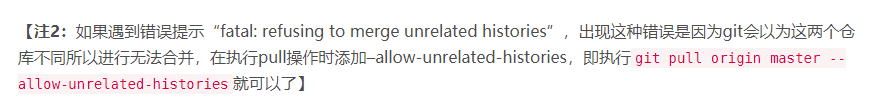 【注2：如果遇到错误提示“fatal: refusing to merge unrelated histories”，出现这种错误是因为git会以为这两个仓
库不同所以进行无法合并，在执行pull操作时添加–allow-unrelated-histories，即执行 git pull origin master --
allow-unrelated-histories 就可以了】